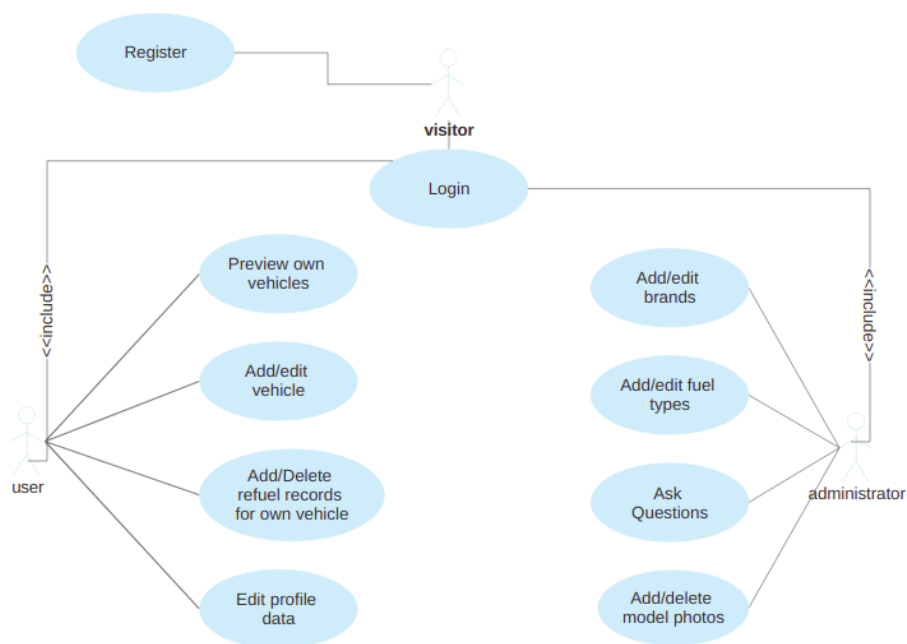 Register
visitor
Login
<<include>>
Preview own
vehicles
Add/edit
vehicle
Add/Delete
refuel records
for own vehicle
Edit profile
data
user
Add/edit
brands
Add/edit fuel
types
Ask
Questions
Add/delete
model photos
<<include>>
administrator